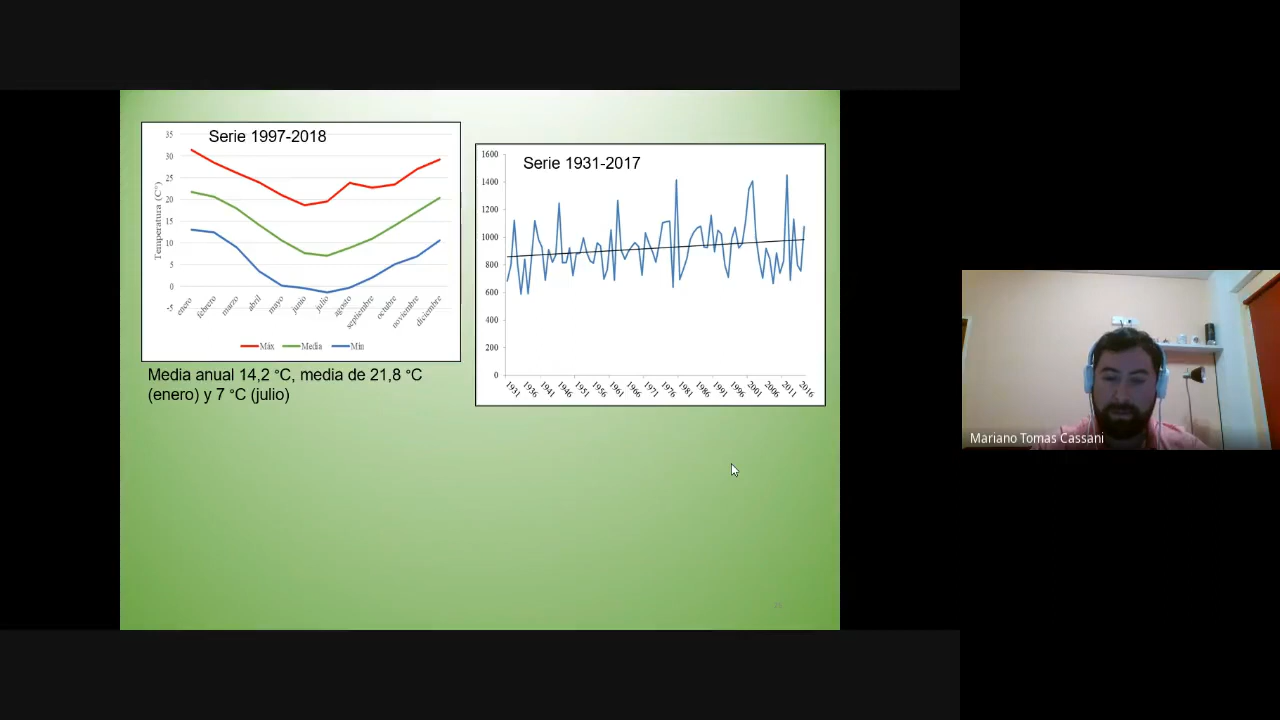 Serie 1997-2018
35
30
25
20
15
10
5
0
-5
Temperatura (C°)
enero
febrero
marzo
abril
mayo
junio
julio
agosto
septiembre
octubre
noviembre
diciembre
Máx Media Min
Media anual 14,2 °C, media de 21,8 °C
(enero) y 7 °C (julio)
Serie 1931-2017
1600
1400
1200
1000
800
600
400
200
0
1931
1936
1941
1946
1951
1956
1961
1966
1971
1976
1981
1986
1991
1996
2001
2006
2011
2016
Mariano Tomas Cassani